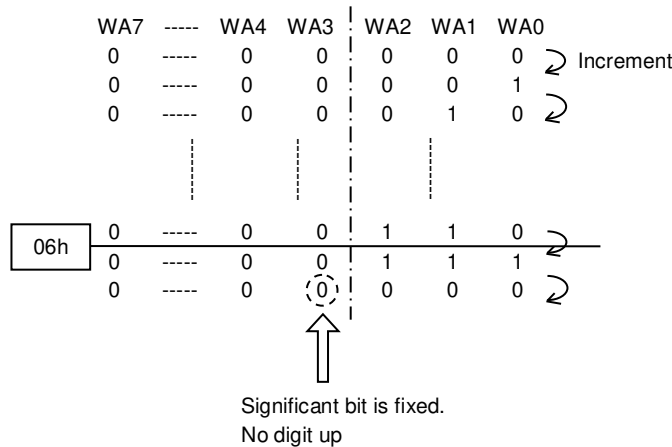 WA7 ----- WA4 WA3 WA2 WA1 WA0
0 ----- 0 0 0 0 0 Increment
0 ----- 0 0 0 0 1
0 ----- 0 0 0 1 0
0 ----- 0 0 1 1 0
06h
0 ----- 0 0 1 1 1
0 ----- 0 0 0 0 0
Significant bit is fixed.
No digit up